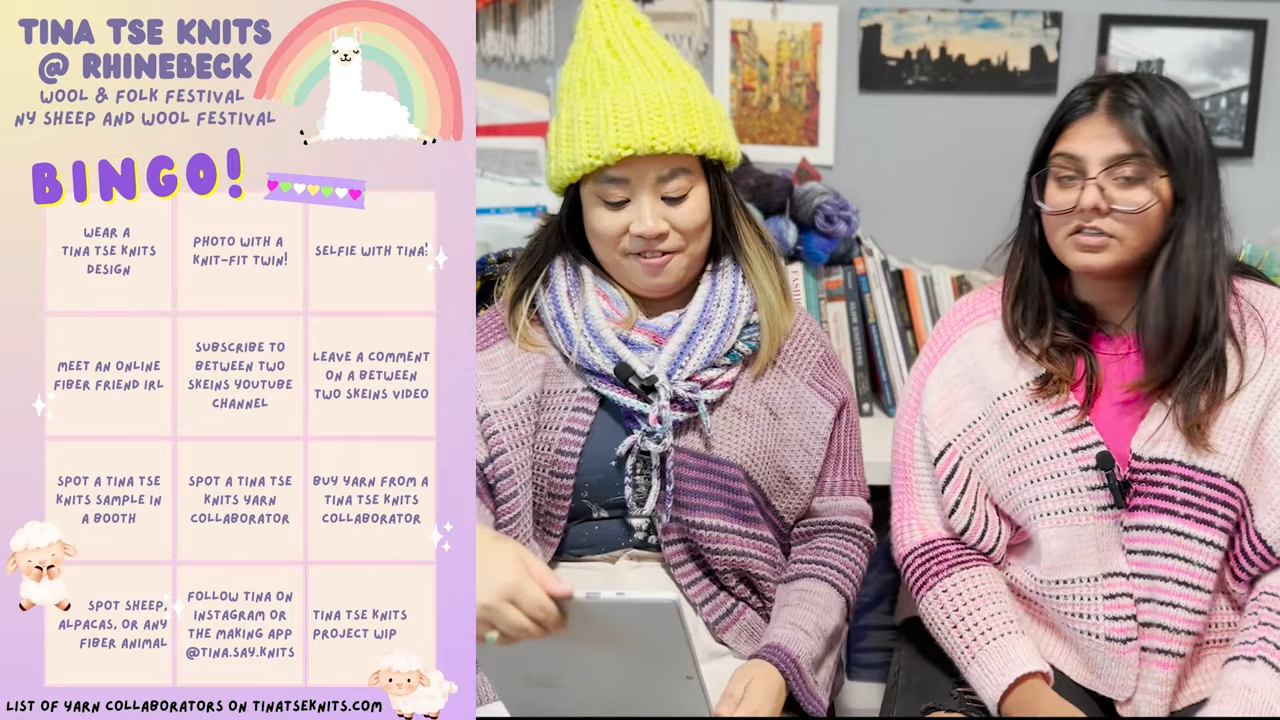 TINA TSE KNITS
@ RHINEBECK
WOOL & FOLK FESTIVAL
NY SHEEP AND WOOL FESTIVAL
BINGO!
WEAR A
TINA TSE KNITS
DESIGN
PHOTO WITH A
KNIT-FIT TWIN!
SELFIE WITH TINA!
MEET AN ONLINE
FIBER FRIEND IRL
SUBSCRIBE TO
BETWEEN TWO
SKEINS YOUTUBE
CHANNEL
LEAVE A COMMENT
ON A BETWEEN
TWO SKEINS VIDEO
SPOT A TINA TSE
KNITS SAMPLE IN
A BOOTH
SPOT A TINA TSE
KNITS YARN
COLLABORATOR
BUY YARN FROM A
TINA TSE KNITS
COLLABORATOR
SPOT SHEEP,
ALPACAS, OR ANY
FIBER ANIMAL
FOLLOW TINA ON
INSTAGRAM OR
THE MAKING APP
@TINA.SAY.KNITS
TINA TSE KNITS
PROJECT WIP
LIST OF YARN COLLABORATORS ON TINATSEKNITS.COM